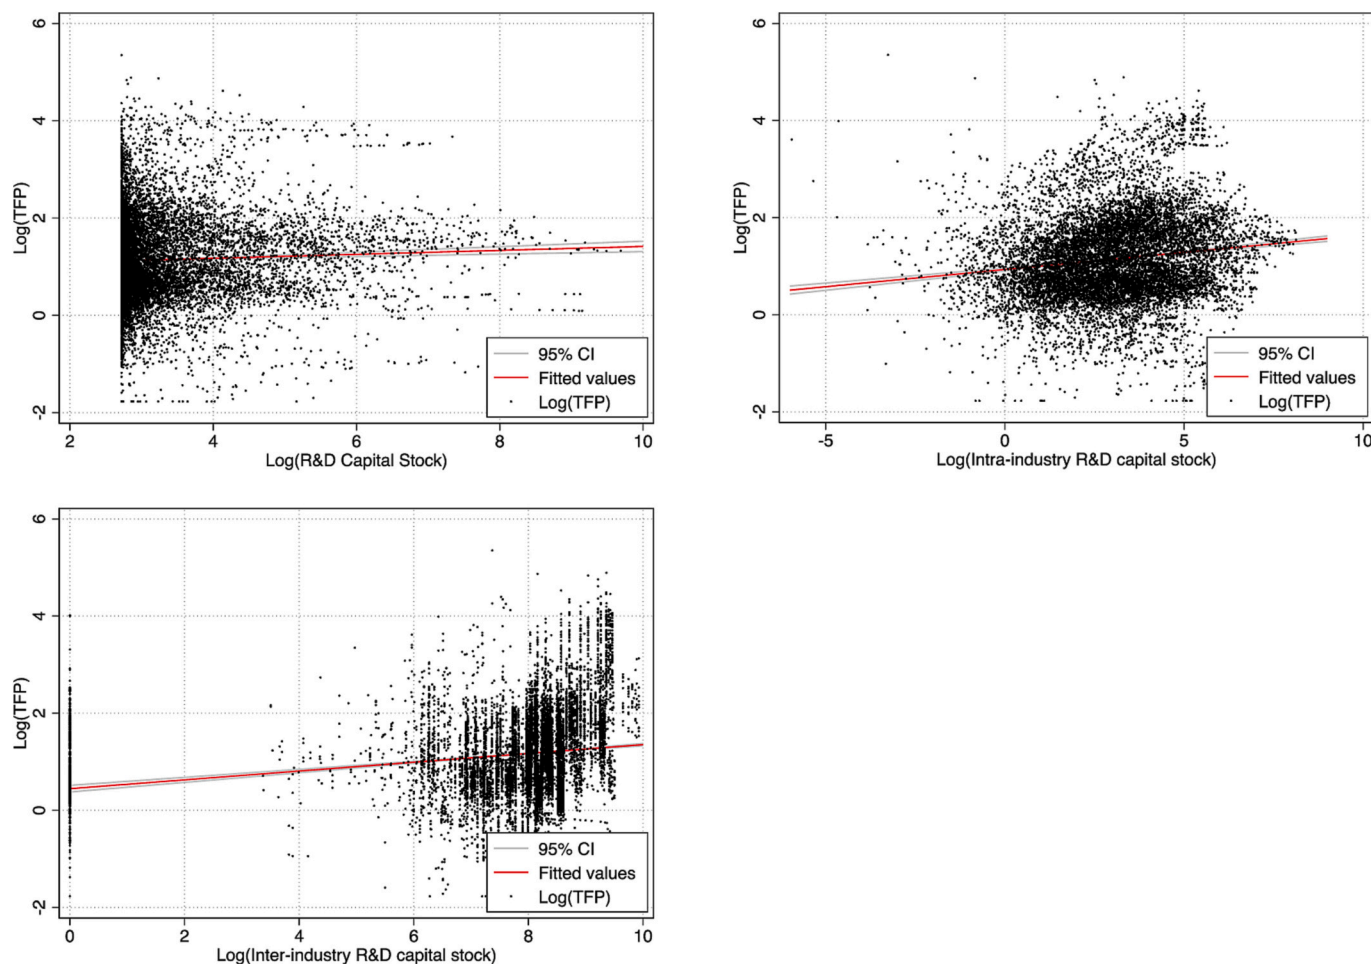 6
4
2
0
-2
Log(TFP)
2 4 6 8 10
Log(R&D Capital Stock)
95% CI
Fitted values
Log(TFP)
6
4
2
0
-2
Log(TFP)
-5 0 5 10
Log(Intra-industry R&D capital stock)
95% CI
Fitted values
Log(TFP)
6
4
2
0
-2
Log(TFP)
0 2 4 6 8 10
Log(Inter-industry R&D capital stock)
95% CI
Fitted values
Log(TFP)